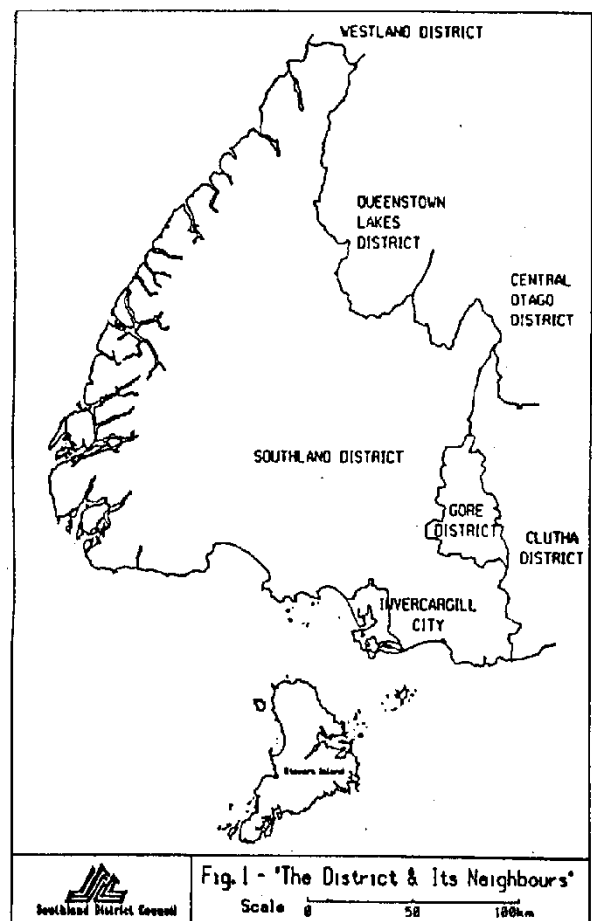 WESTLAND DISTRICT
QUEENSTOWN
LAKES
DISTRICT
CENTRAL
OTAGO
DISTRICT
SOUTHLAND DISTRICT
GORE
DISTRICT
CLUTHA
DISTRICT
INVERCARGILL
CITY
Stewart Island
Southland District Council
Fig.1 - "The District & Its Neighbours"
Scale 0 50 100km